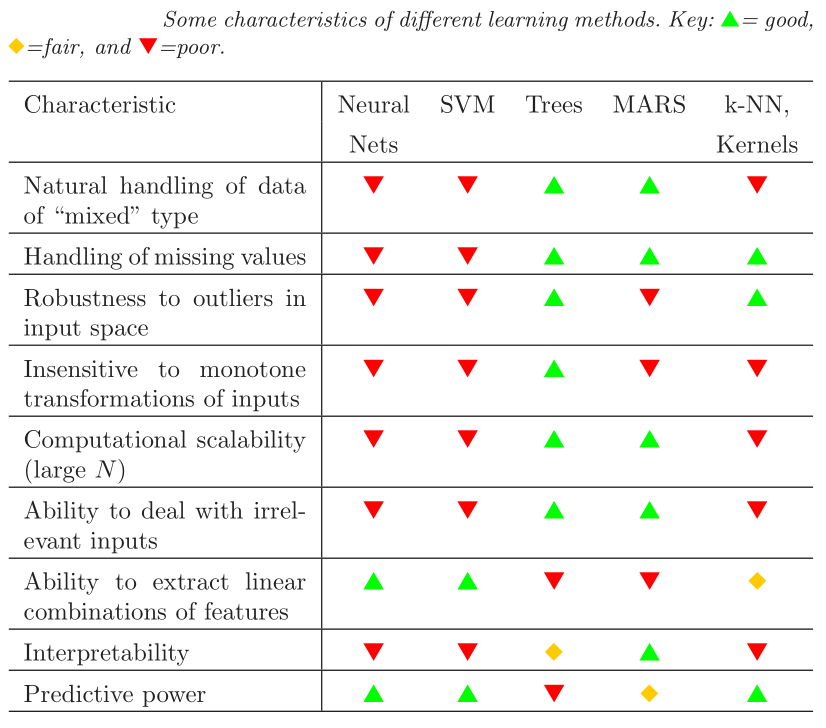 Some characteristics of different learning methods. Key: ▲= good,
◆=fair, and ▼=poor.
Characteristic Neural SVM Trees MARS k-NN,
Nets Kernels
Natural handling of data ▼ ▼ ▲ ▲ ▼
of “mixed” type
Handling of missing values ▼ ▼ ▲ ▲ ▲
Robustness to outliers in ▼ ▼ ▲ ▼ ▲
input space
Insensitive to monotone ▼ ▼ ▲ ▼ ▼
transformations of inputs
Computational scalability ▼ ▼ ▲ ▲ ▼
(large N)
Ability to deal with irrel- ▼ ▼ ▲ ▲ ▼
evant inputs
Ability to extract linear ▲ ▲ ▼ ▼ ◆
combinations of features
Interpretability ▼ ▼ ◆ ▲ ▼
Predictive power ▲ ▲ ▼ ◆ ▲